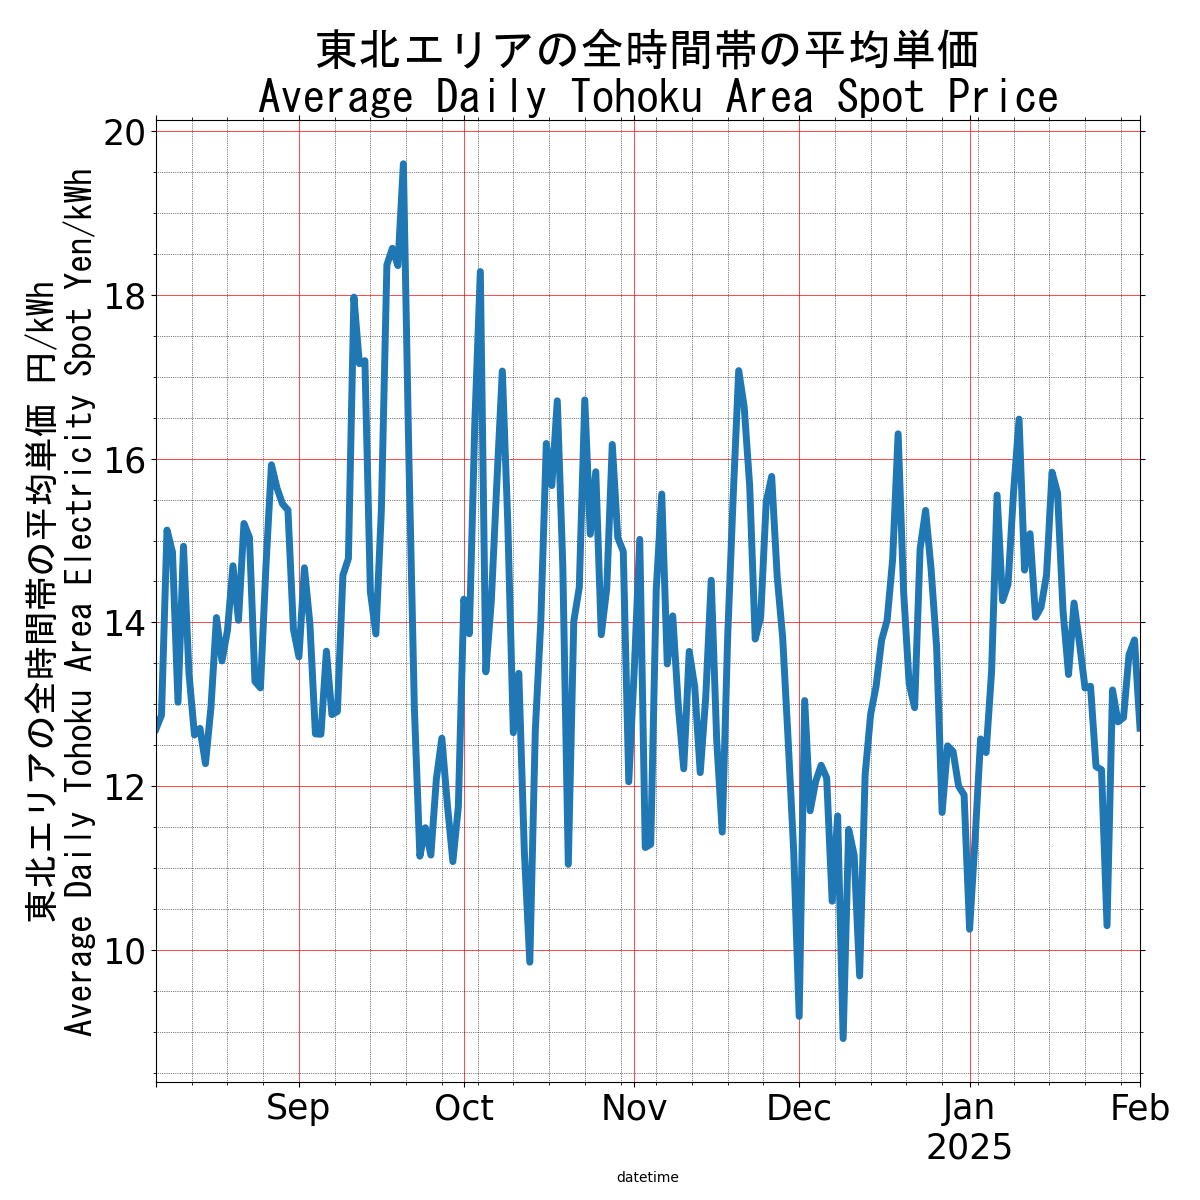 東北エリアの全時間帯の平均単価
Average Daily Tohoku Area Spot Price
東北エリアの全時間帯の平均単価 円/kWh
Average Daily Tohoku Area Electricity Spot Yen/kWh
20
18
16
14
12
10
Sep
Oct
Nov
Dec
Jan
2025
Feb
datetime